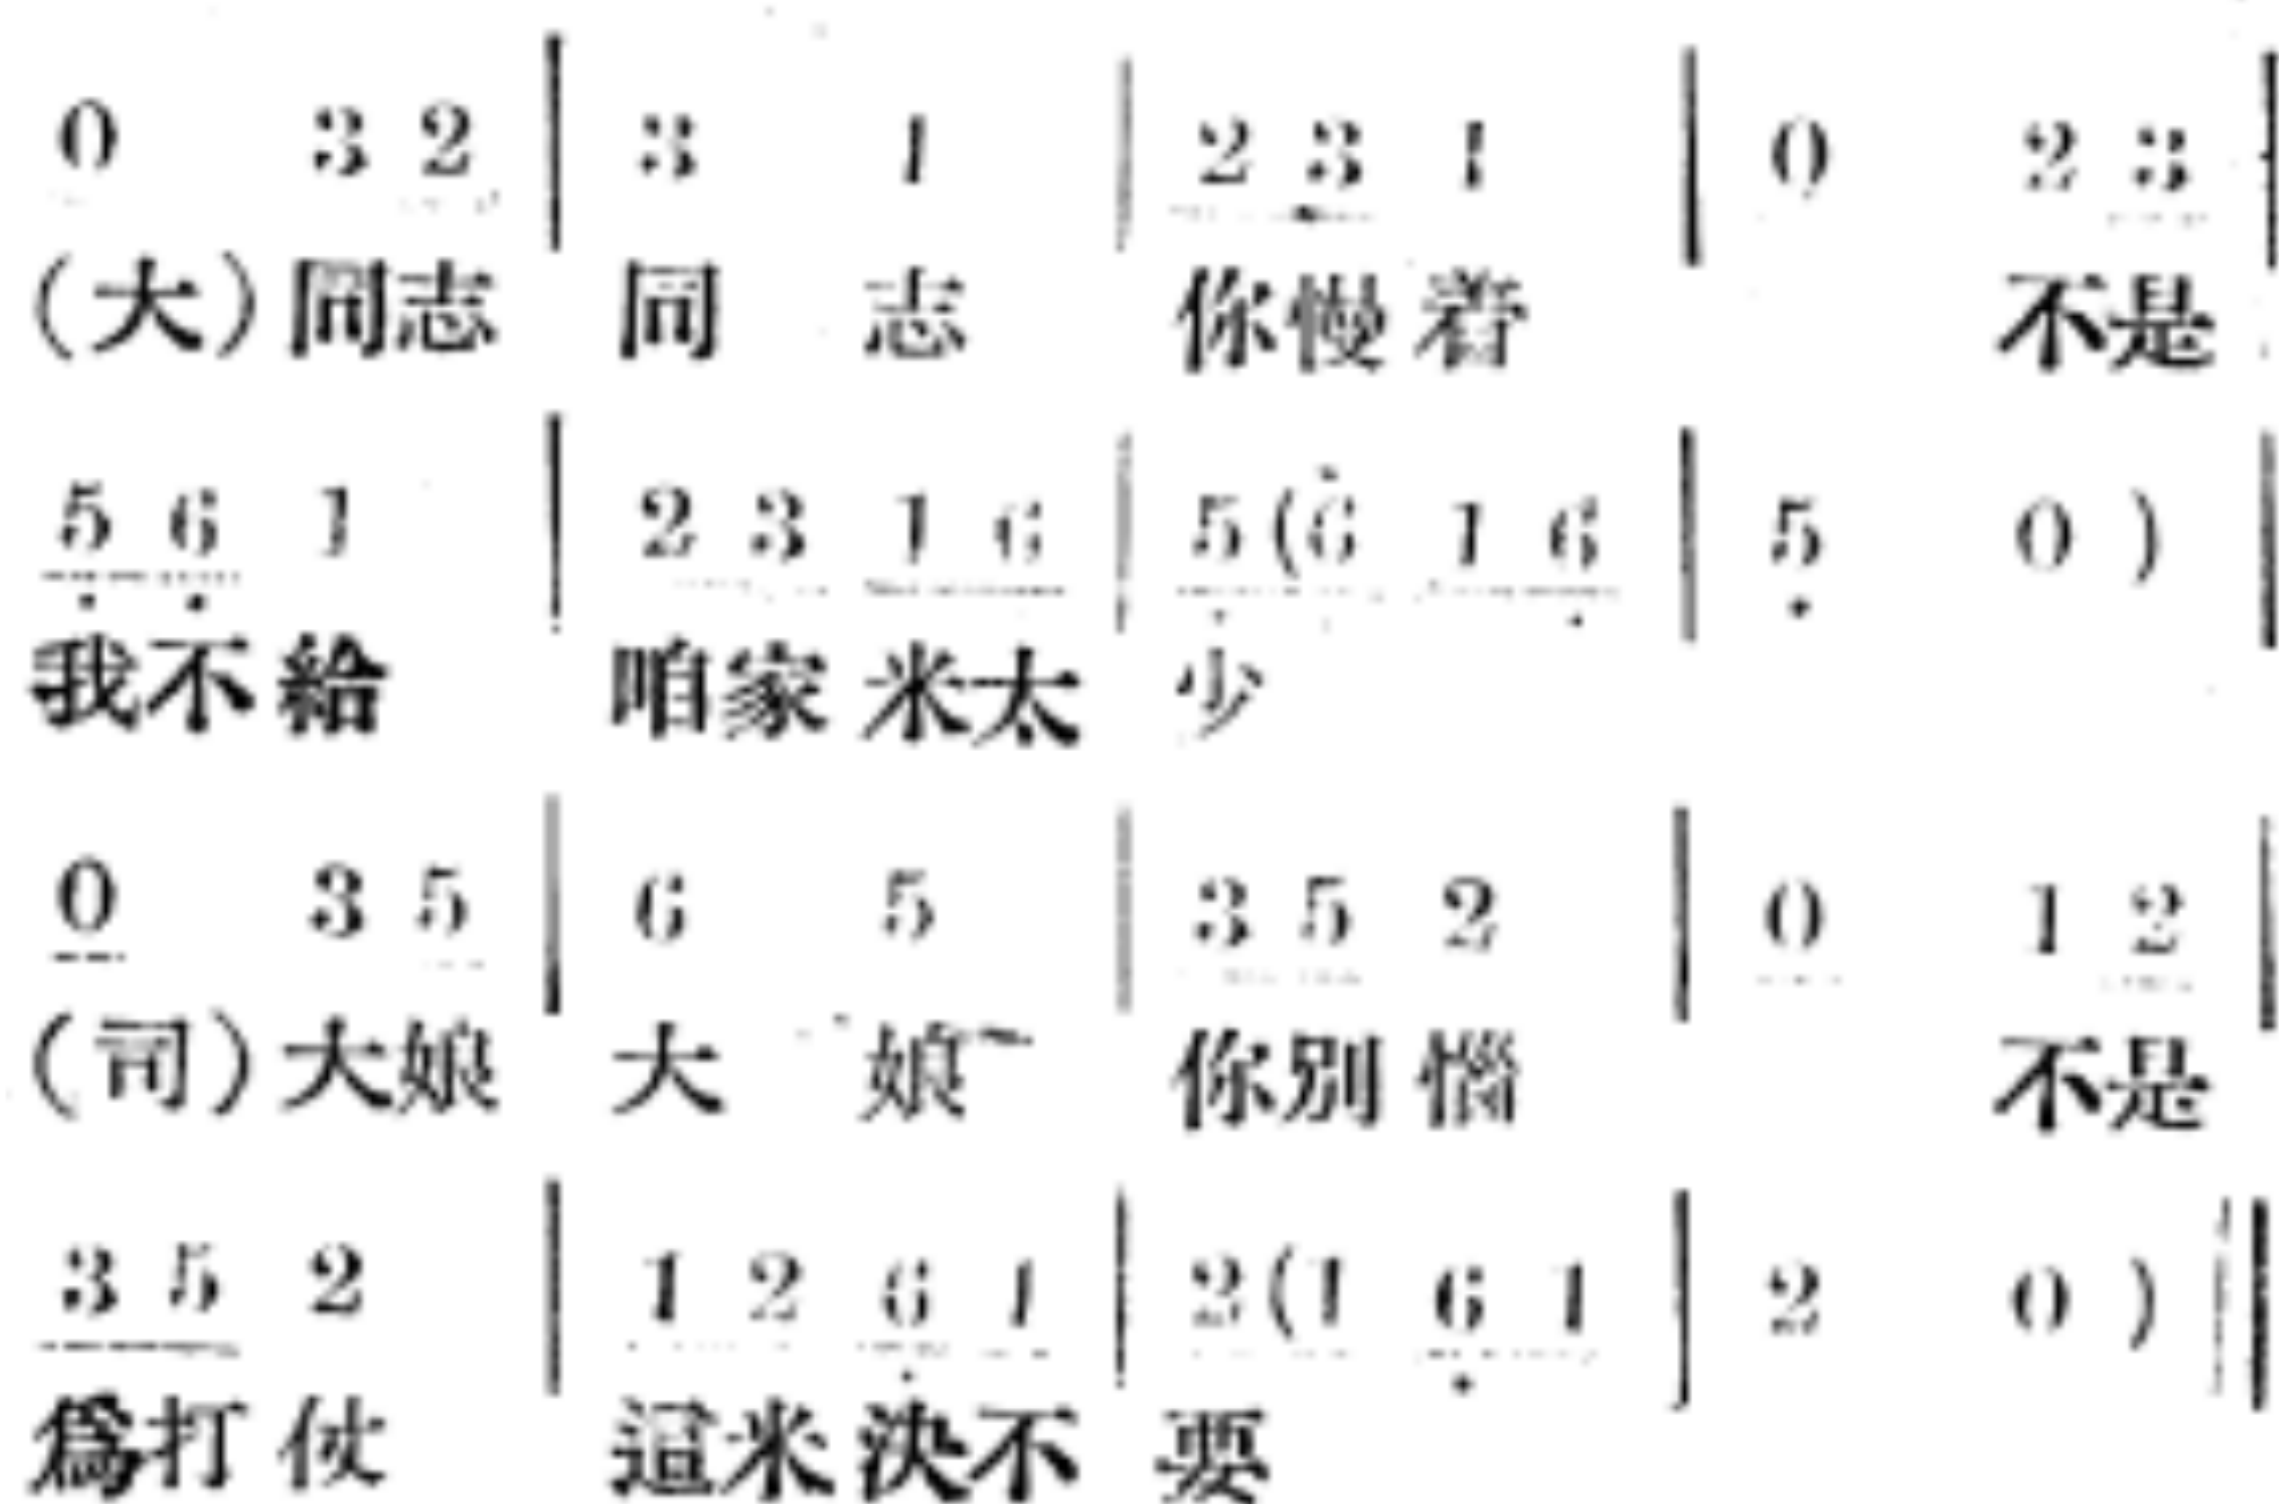 0 3 2 | 3 1 | 2 3 1 | 0 2 3 |
(大)同志 同 志 你慢着 不是
5 6 1 | 2 3 1 6 | 5 (6 1 6 | 5 0 ) |
我不給 咱家米太 少
0 3 5 | 6 5 | 3 5 2 | 0 1 2 |
(司)大娘 大 娘 你别惱 不是
3 5 2 | 1 2 6 1 | 2 (1 6 1 | 2 0 ) ||
爲打仗 這米決不 要